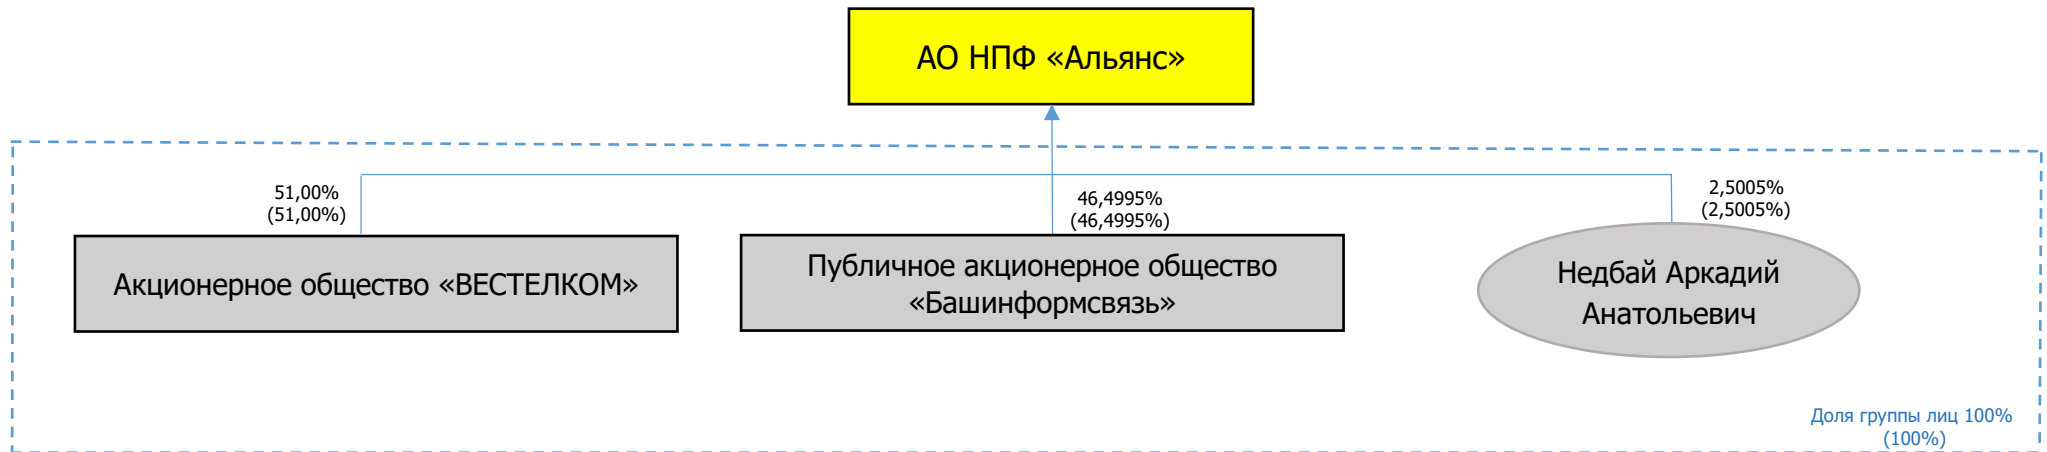 АО НПФ «Альянс»
51,00%
(51,00%)
46,4995%
(46,4995%)
2,5005%
(2,5005%)
Акционерное общество «ВЕСТЕЛКОМ»
Публичное акционерное общество
«Башинформсвязь»
Недбай Аркадий
Анатольевич
Доля группы лиц 100%
(100%)